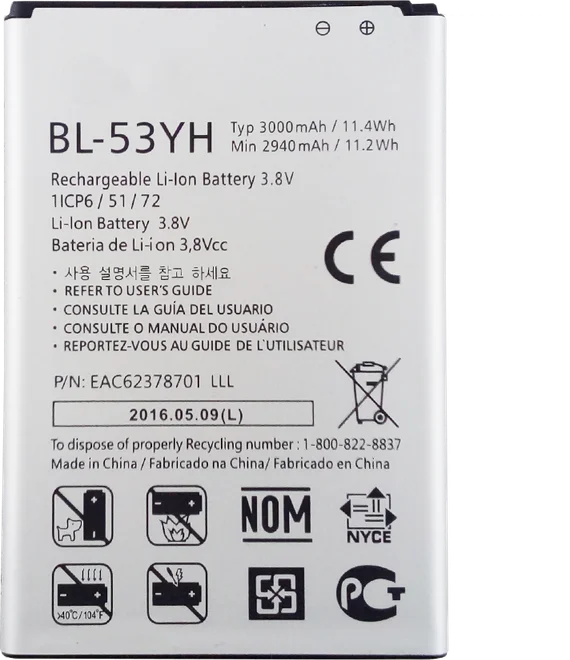 BL-53YH
Typ 3000mAh / 11.4Wh
Min 2940mAh / 11.2Wh
Rechargeable Li-Ion Battery 3.8V
1ICP6 / 51 / 72
Li-Ion Battery 3.8V
Bateria de Li-ion 3,8Vcc
CE
• 사용 설명서를 참고 하세요
• REFER TO USER'S GUIDE
• CONSULTE LA GUÍA DEL USUARIO
• CONSULTE O MANUAL DO USUÁRIO
• REPORTEZ-VOUS AU GUIDE DE L'UTILISATEUR
P/N: EAC62378701 LLL
2016.05.09(L)
To dispose of properly Recycling number : 1-800-822-8837
Made in China / Fabricado na China/ Fabricado en China
NOM
NYCE
>40°C/104°F
PCT